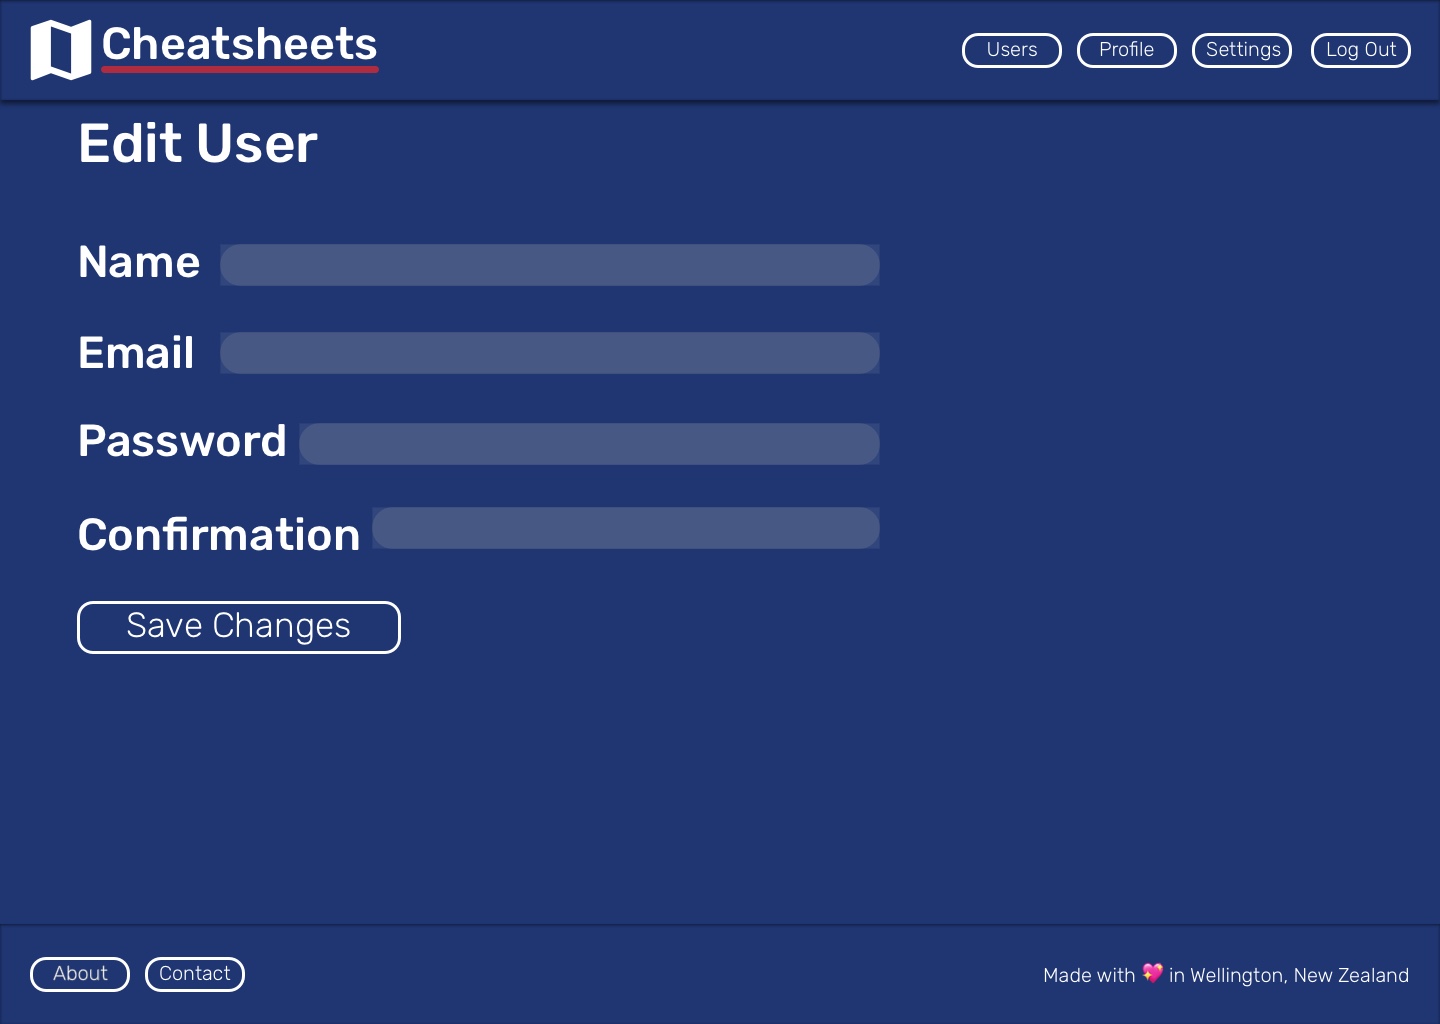 Cheatsheets
Users
Profile
Settings
Log Out
Edit User
Name
Email
Password
Confirmation
Save Changes
About
Contact
Made with 💖 in Wellington, New Zealand